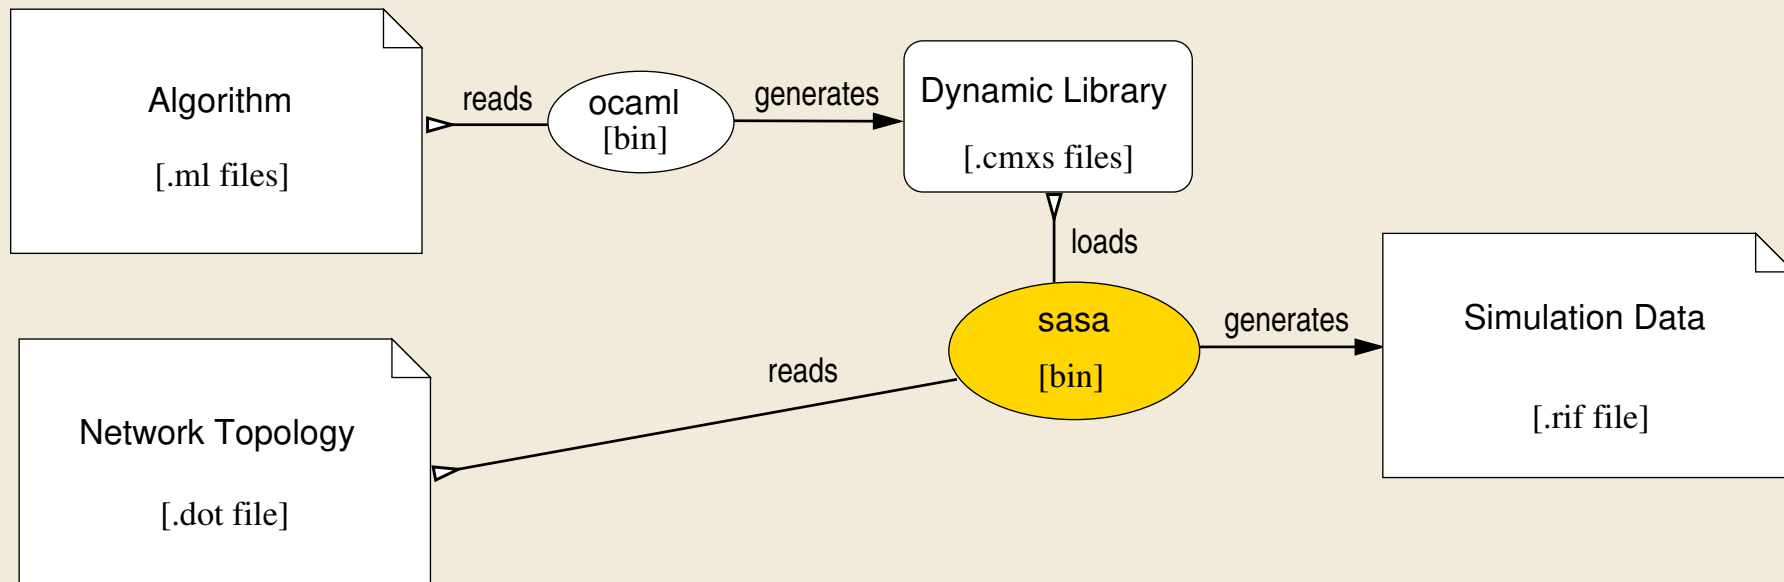 Algorithm
[.ml files]
reads
ocaml
[bin]
generates
Dynamic Library
[.cmxs files]
loads
sasa
[bin]
generates
Simulation Data
[.rif file]
reads
Network Topology
[.dot file]